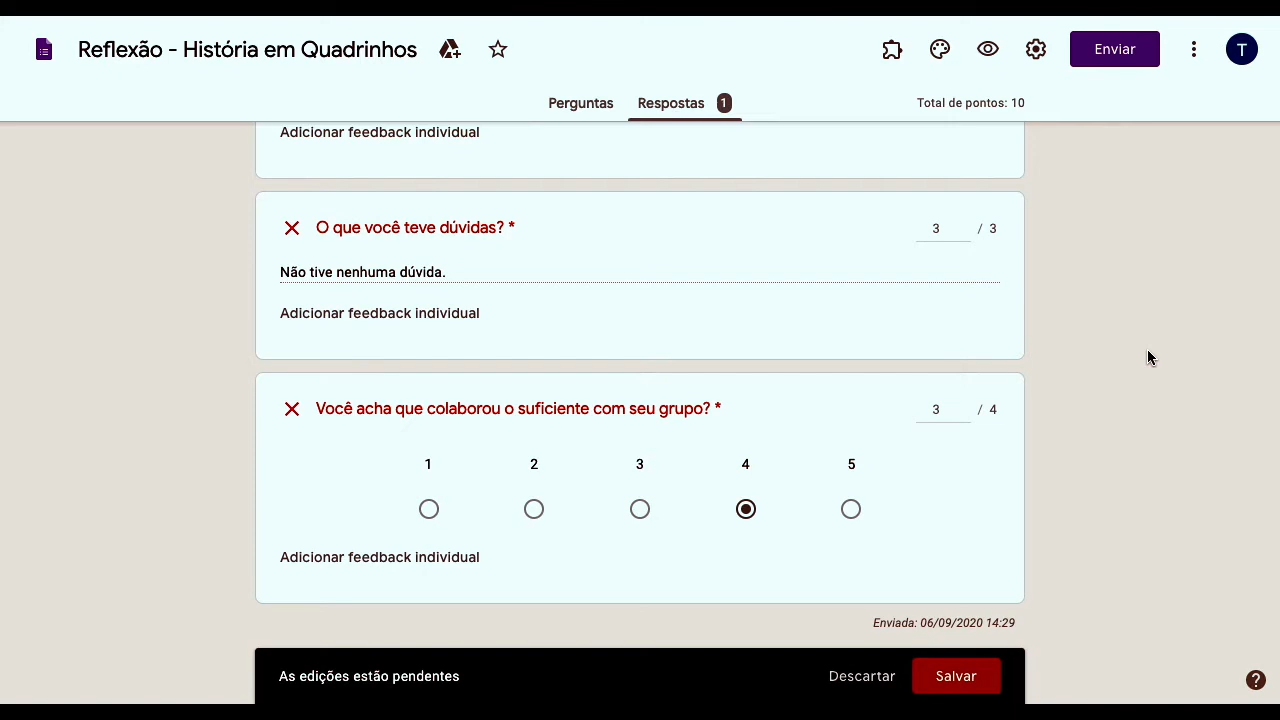 Reflexão - História em Quadrinhos
Enviar
T
Perguntas
Respostas 1
Total de pontos: 10
Adicionar feedback individual
O que você teve dúvidas? *
3 / 3
Não tive nenhuma dúvida.
Adicionar feedback individual
Você acha que colaborou o suficiente com seu grupo? *
3 / 4
1 2 3 4 5
Adicionar feedback individual
Enviada: 06/09/2020 14:29
As edições estão pendentes
Descartar
Salvar